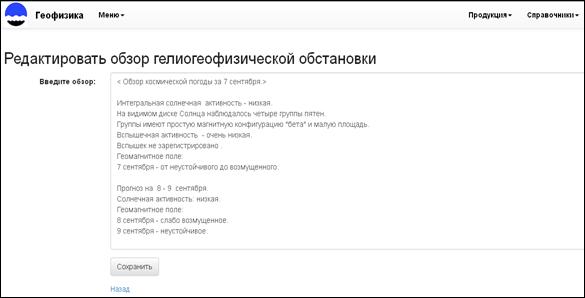 Геофизика Меню Продукция Справочники
Редактировать обзор гелиогеофизической обстановки
Введите обзор:
< Обзор космической погоды за 7 сентября.>
Интегральная солнечная активность - низкая.
На видимом диске Солнца наблюдалось четыре группы пятен.
Группы имеют простую магнитную конфигурацию "бета" и малую площадь.
Вспышечная активность - очень низкая.
Вспышек не зарегистрировано .
Геомагнитное поле:
7 сентября - от неустойчивого до возмущенного.
Прогноз на 8 - 9 сентября.
Солнечная активность: низкая.
Геомагнитное поле:
8 сентября - слабо возмущенное.
9 сентября - неустойчивое.
Сохранить
Назад